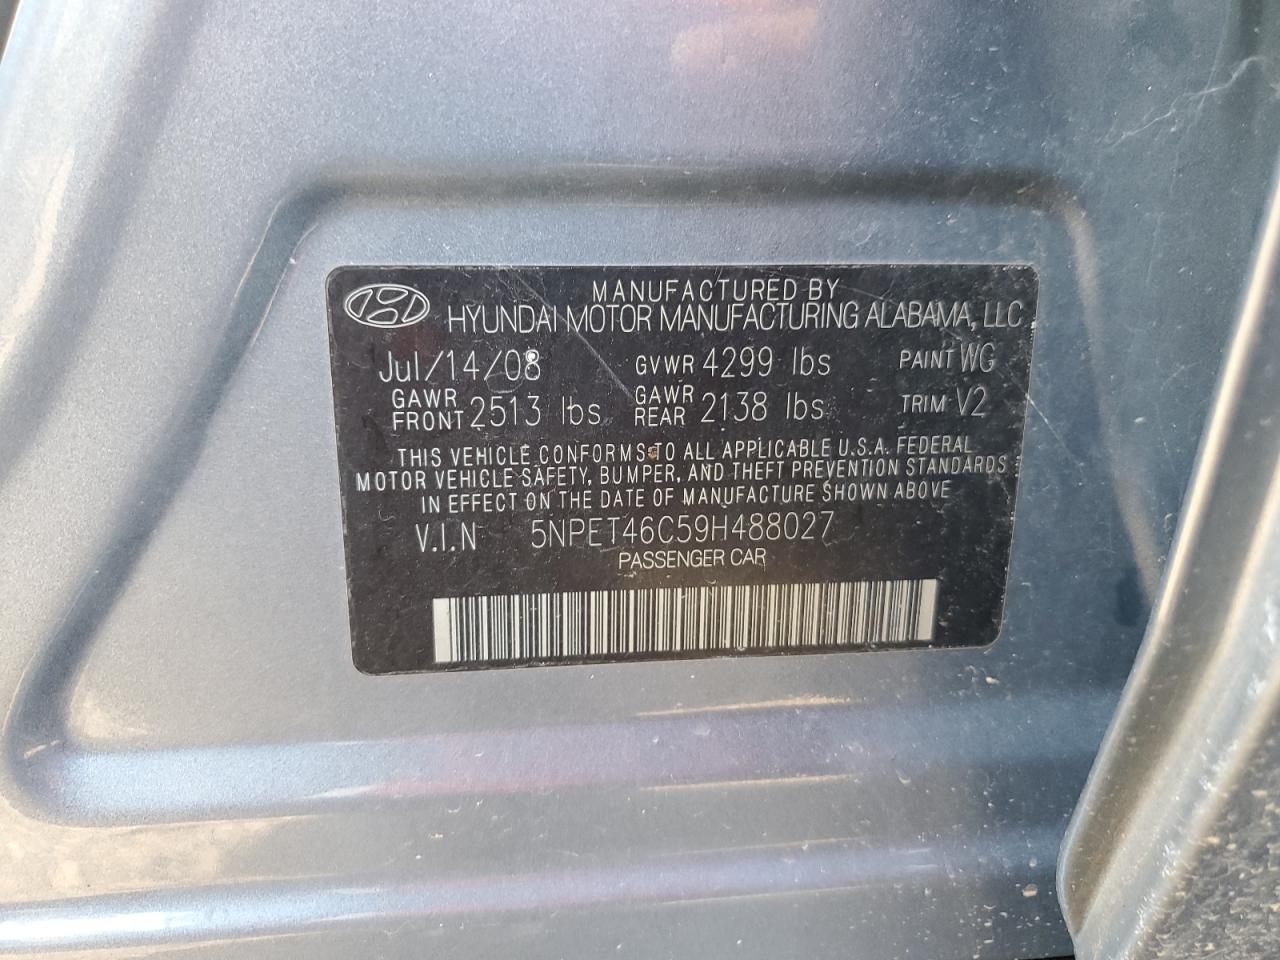 MANUFACTURED BY
HYUNDAI MOTOR MANUFACTURING ALABAMA, LLC
Jul/14/08 GVWR 4299 lbs PAINT WG
GAWR FRONT 2513 lbs GAWR REAR 2138 lbs TRIM V2
THIS VEHICLE CONFORMS TO ALL APPLICABLE U.S.A. FEDERAL
MOTOR VEHICLE SAFETY, BUMPER, AND THEFT PREVENTION STANDARDS
IN EFFECT ON THE DATE OF MANUFACTURE SHOWN ABOVE
V.I.N 5NPET46C59H488027
PASSENGER CAR